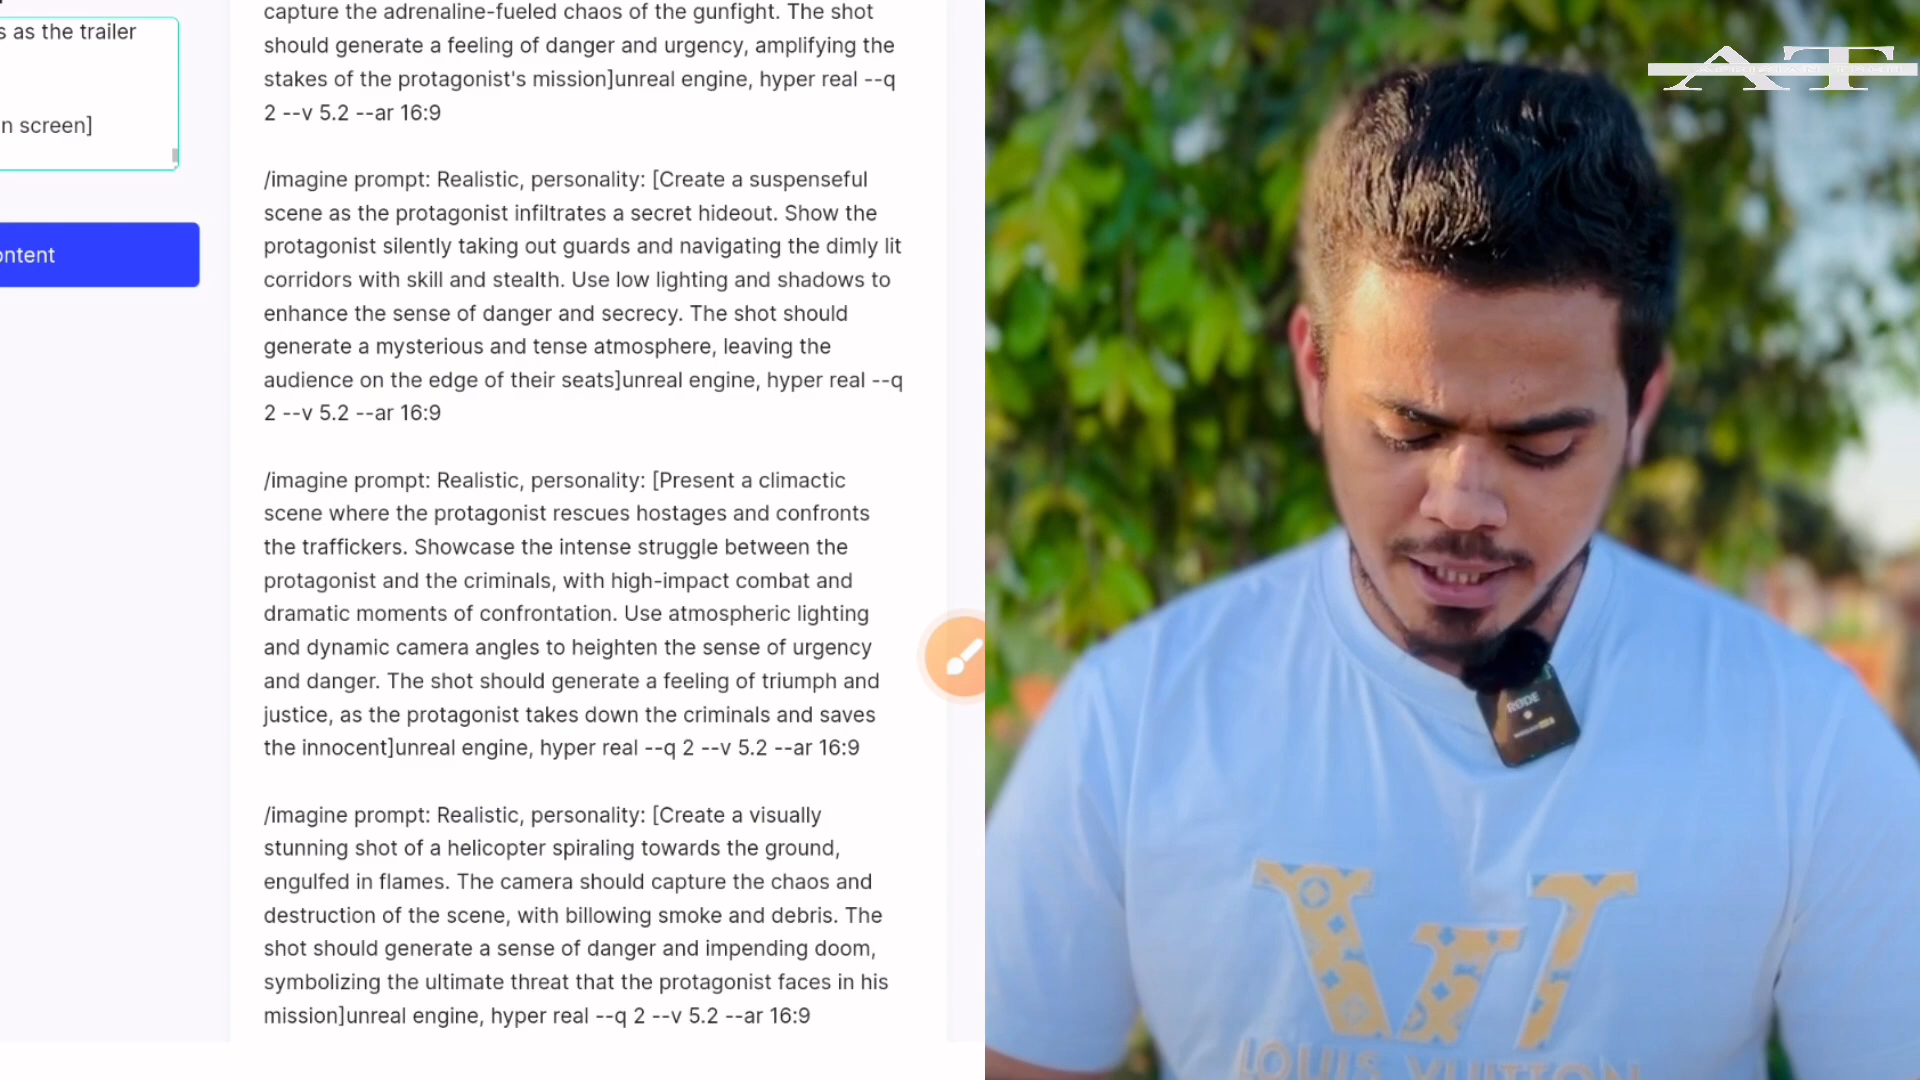 s as the trailer
n screen]
ontent
capture the adrenaline-fueled chaos of the gunfight. The shot
should generate a feeling of danger and urgency, amplifying the
stakes of the protagonist's mission]unreal engine, hyper real --q
2 --v 5.2 --ar 16:9
/imagine prompt: Realistic, personality: [Create a suspenseful
scene as the protagonist infiltrates a secret hideout. Show the
protagonist silently taking out guards and navigating the dimly lit
corridors with skill and stealth. Use low lighting and shadows to
enhance the sense of danger and secrecy. The shot should
generate a mysterious and tense atmosphere, leaving the
audience on the edge of their seats]unreal engine, hyper real --q
2 --v 5.2 --ar 16:9
/imagine prompt: Realistic, personality: [Present a climactic
scene where the protagonist rescues hostages and confronts
the traffickers. Showcase the intense struggle between the
protagonist and the criminals, with high-impact combat and
dramatic moments of confrontation. Use atmospheric lighting
and dynamic camera angles to heighten the sense of urgency
and danger. The shot should generate a feeling of triumph and
justice, as the protagonist takes down the criminals and saves
the innocent]unreal engine, hyper real --q 2 --v 5.2 --ar 16:9
/imagine prompt: Realistic, personality: [Create a visually
stunning shot of a helicopter spiraling towards the ground,
engulfed in flames. The camera should capture the chaos and
destruction of the scene, with billowing smoke and debris. The
shot should generate a sense of danger and impending doom,
symbolizing the ultimate threat that the protagonist faces in his
mission]unreal engine, hyper real --q 2 --v 5.2 --ar 16:9
AT
RØDE
LOUIS VUITTON